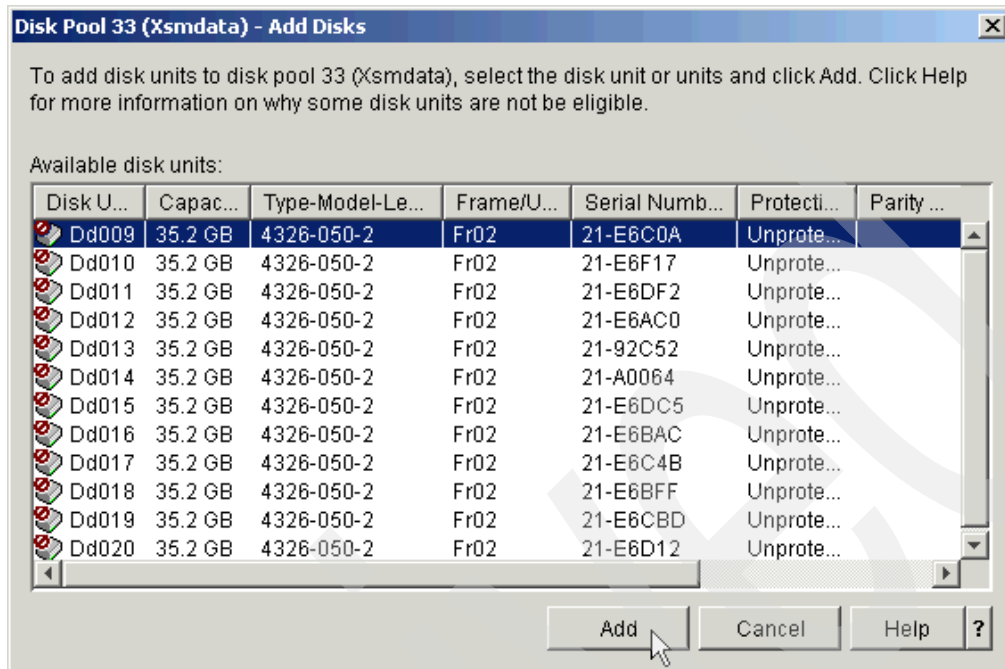 Disk Pool 33 (Xsmdata) - Add Disks
To add disk units to disk pool 33 (Xsmdata), select the disk unit or units and click Add. Click Help
for more information on why some disk units are not be eligible.
Available disk units:
Disk U... Capac... Type-Model-Le... Frame/U... Serial Numb... Protecti... Parity ...
Dd009 35.2 GB 4326-050-2 Fr02 21-E6C0A Unprote...
Dd010 35.2 GB 4326-050-2 Fr02 21-E6F17 Unprote...
Dd011 35.2 GB 4326-050-2 Fr02 21-E6DF2 Unprote...
Dd012 35.2 GB 4326-050-2 Fr02 21-E6AC0 Unprote...
Dd013 35.2 GB 4326-050-2 Fr02 21-92C52 Unprote...
Dd014 35.2 GB 4326-050-2 Fr02 21-A0064 Unprote...
Dd015 35.2 GB 4326-050-2 Fr02 21-E6DC5 Unprote...
Dd016 35.2 GB 4326-050-2 Fr02 21-E6BAC Unprote...
Dd017 35.2 GB 4326-050-2 Fr02 21-E6C4B Unprote...
Dd018 35.2 GB 4326-050-2 Fr02 21-E6BFF Unprote...
Dd019 35.2 GB 4326-050-2 Fr02 21-E6CBD Unprote...
Dd020 35.2 GB 4326-050-2 Fr02 21-E6D12 Unprote...
Add Cancel Help ?